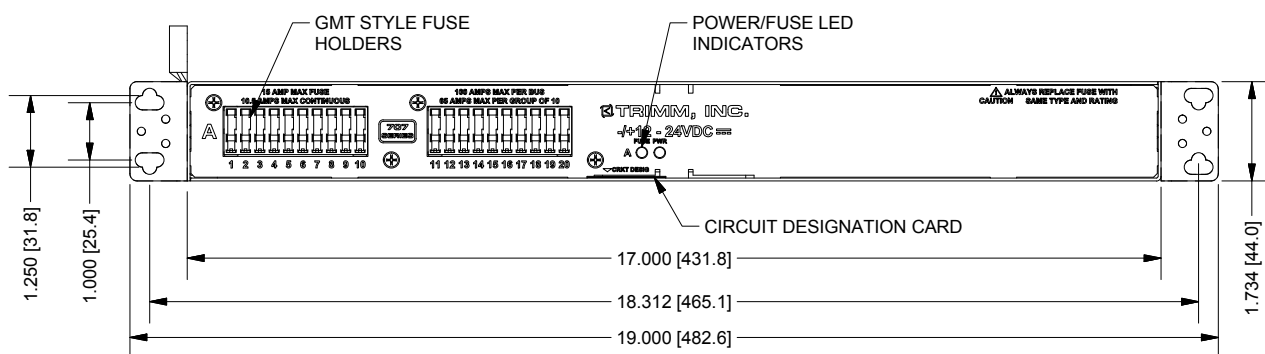 GMT STYLE FUSE
HOLDERS
POWER/FUSE LED
INDICATORS
15 AMP MAX FUSE
10.5 AMPS MAX CONTINUOUS
100 AMPS MAX PER BUS
65 AMPS MAX PER GROUP OF 10
ALWAYS REPLACE FUSE WITH
CAUTION SAME TYPE AND RATING
TRIMM, INC.
-/+12 - 24VDC
FUSE PWR
A
707
SERIES
A
1 2 3 4 5 6 7 8 9 10
11 12 13 14 15 16 17 18 19 20
CRKT DESIG
CIRCUIT DESIGNATION CARD
1.250 [31.8]
1.000 [25.4]
17.000 [431.8]
18.312 [465.1]
19.000 [482.6]
1.734 [44.0]